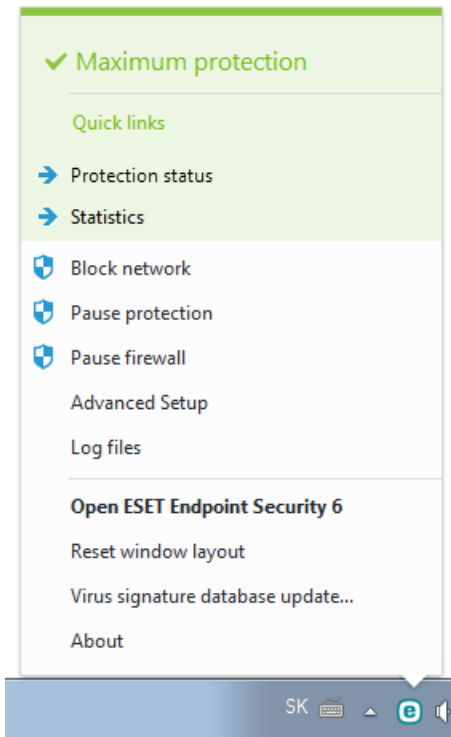 Maximum protection
Quick links
Protection status
Statistics
Block network
Pause protection
Pause firewall
Advanced Setup
Log files
Open ESET Endpoint Security 6
Reset window layout
Virus signature database update...
About
SK
e